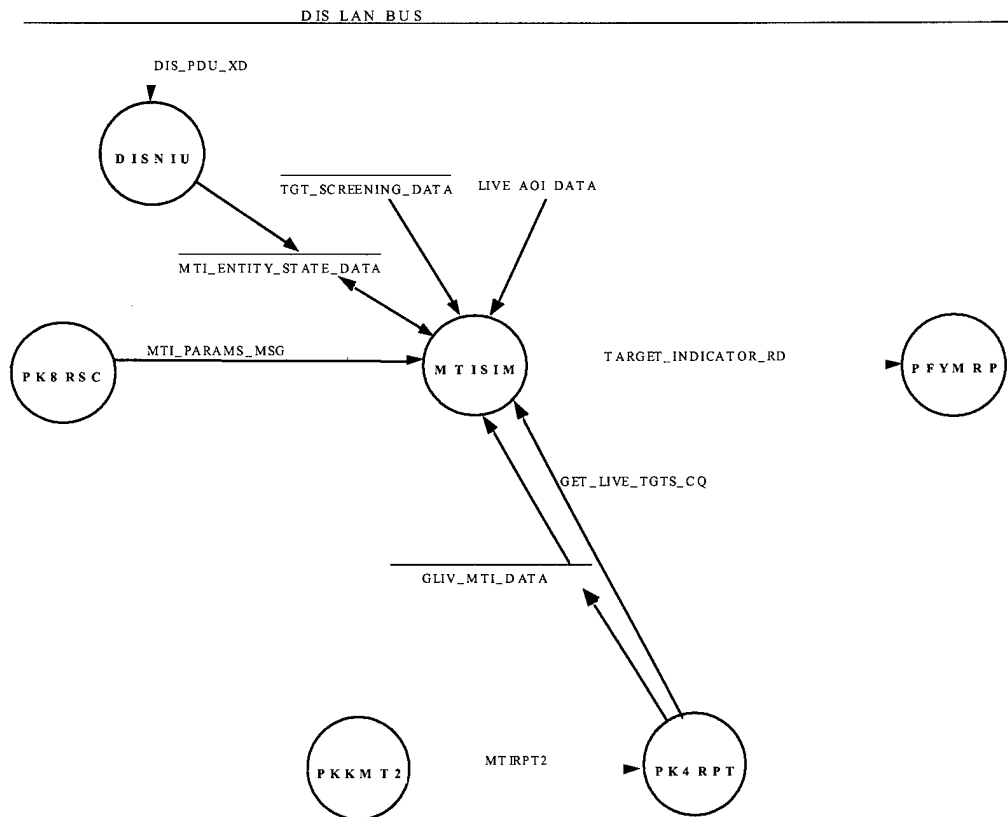 DIS LAN BUS
DIS_PDU_XD
DISNIU
TGT_SCREENING_DATA
LIVE AOI DATA
MTI_ENTITY_STATE_DATA
MTI_PARAMS_MSG
TARGET_INDICATOR_RD
PK8RSC
MTISIM
PFYMRP
GET_LIVE_TGTS_CQ
GLIV_MTI_DATA
MTIRPT2
PKKMT2
PK4RPT